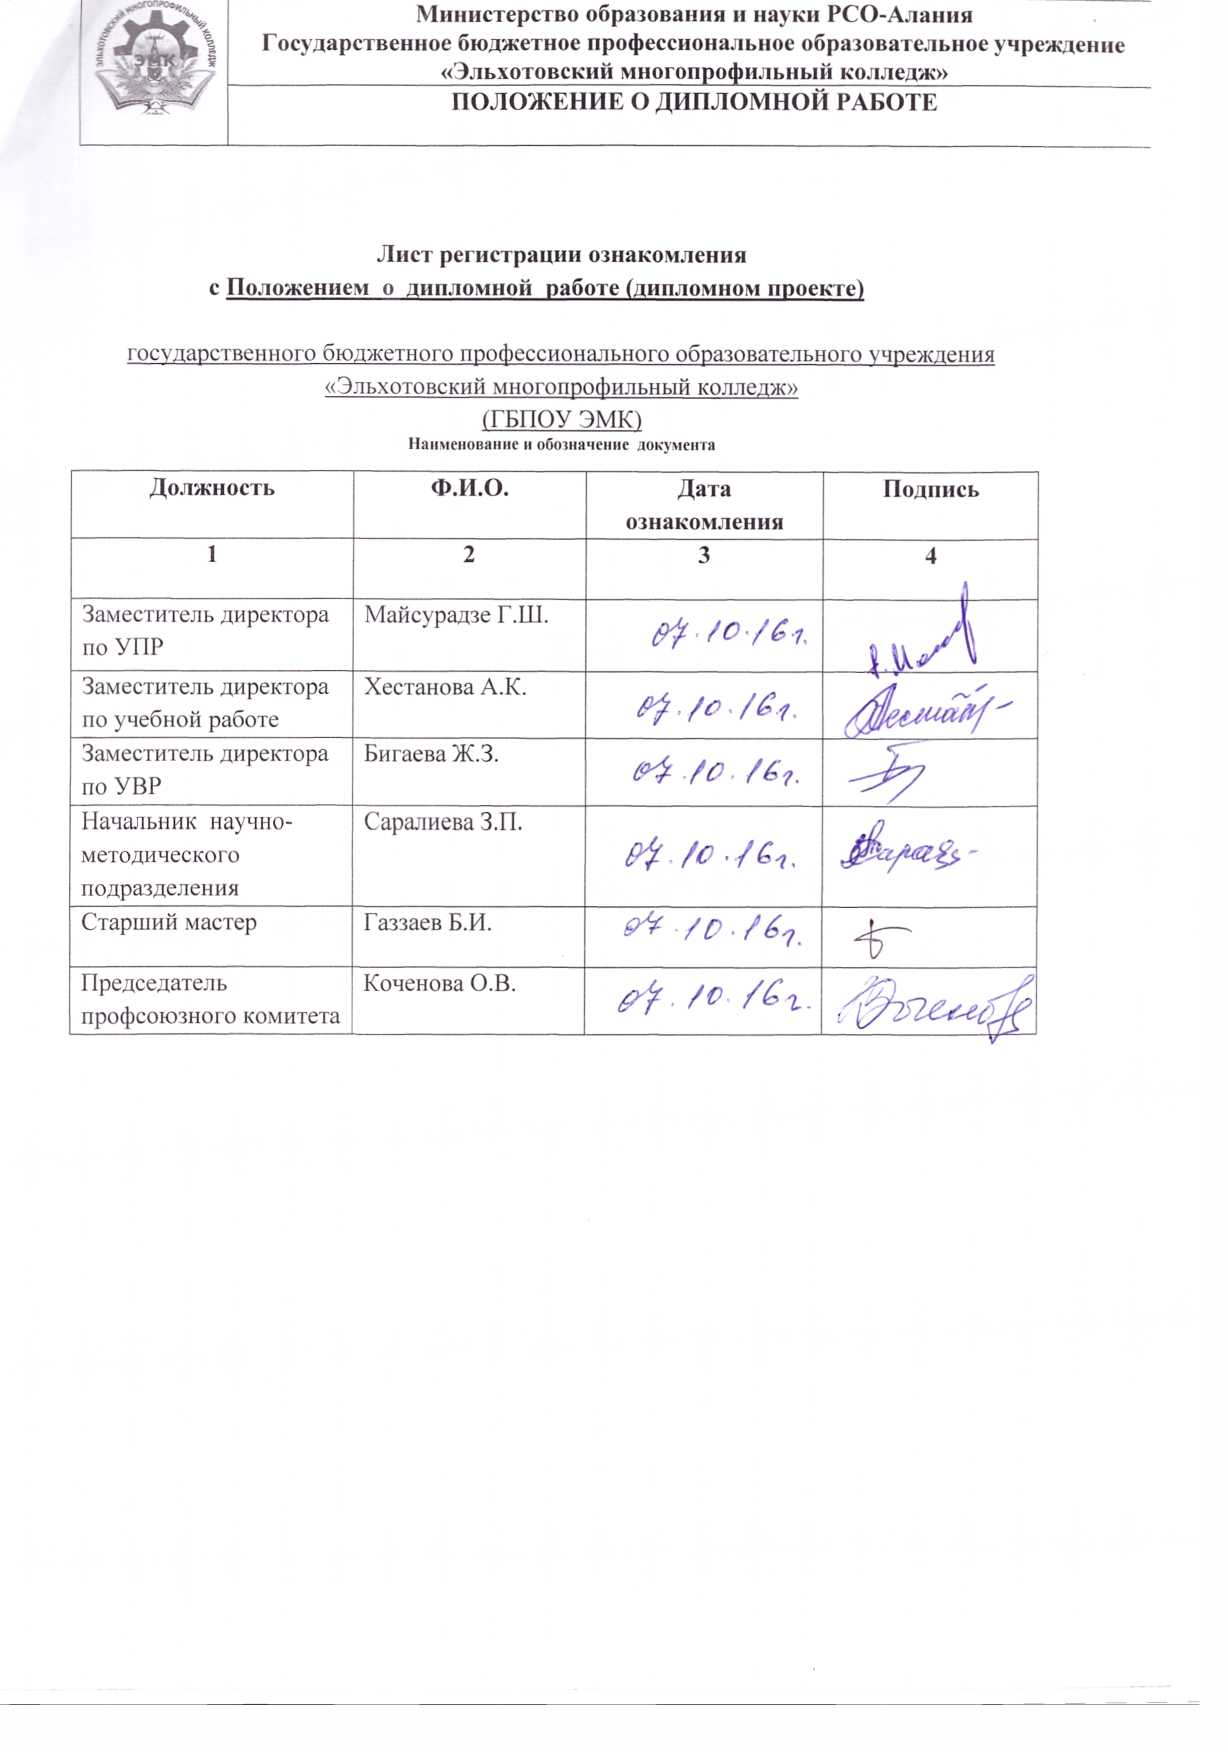 ЭЛЬХОТОВСКИЙ МНОГОПРОФИЛЬНЫЙ КОЛЛЕДЖ
ЭМК
Министерство образования и науки РСО-Алания
Государственное бюджетное профессиональное образовательное учреждение
«Эльхотовский многопрофильный колледж»
ПОЛОЖЕНИЕ О ДИПЛОМНОЙ РАБОТЕ
Лист регистрации ознакомления
с Положением о дипломной работе (дипломном проекте)
государственного бюджетного профессионального образовательного учреждения
«Эльхотовский многопрофильный колледж»
(ГБПОУ ЭМК)
Наименование и обозначение документа
Должность Ф.И.О. Дата Подпись
ознакомления
1 2 3 4
Заместитель директора Майсурадзе Г.Ш. 07.10.16г.
по УПР
Заместитель директора Хестанова А.К. 07.10.16г.
по учебной работе
Заместитель директора Бигаева Ж.З. 07.10.16г.
по УВР
Начальник научно- Саралиева З.П. 07.10.16г.
методического
подразделения
Старший мастер Газзаев Б.И. 07.10.16г.
Председатель Коченова О.В. 07.10.16г.
профсоюзного комитета